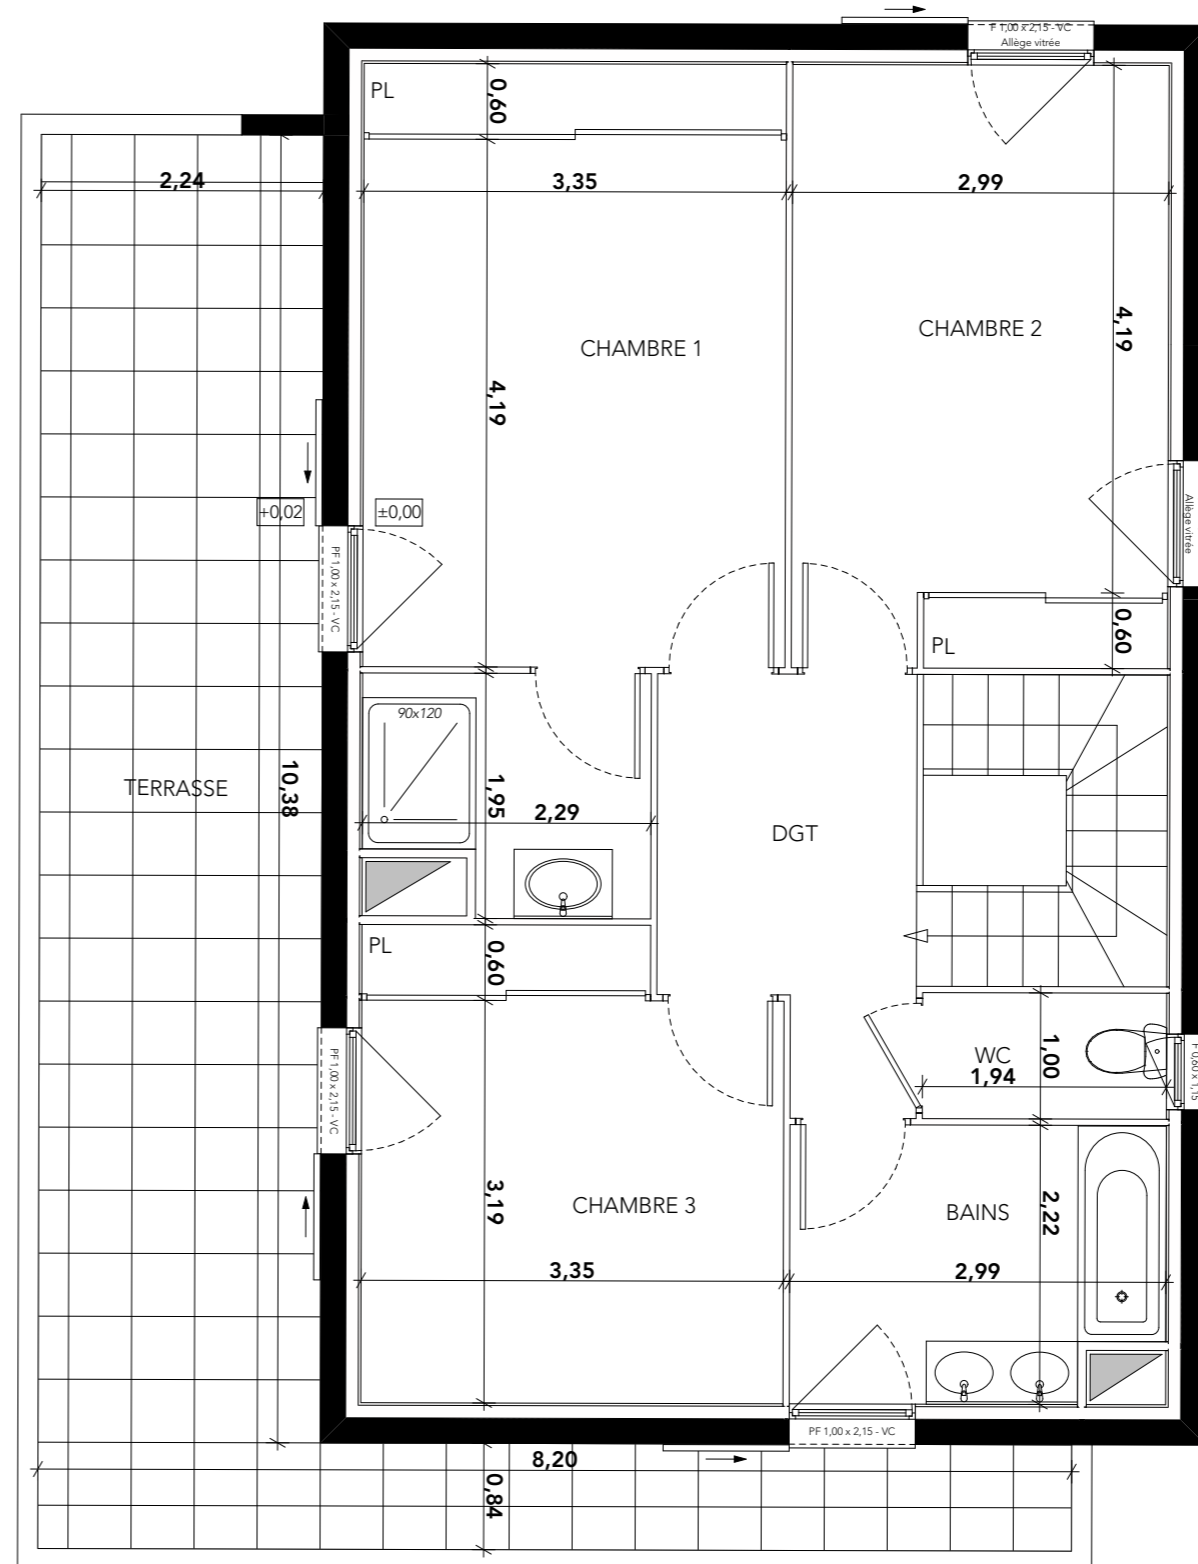 F 1,00 x 2,15 - VC
Allège vitrée
PL
0,60
2,24
3,35
2,99
CHAMBRE 1
CHAMBRE 2
4,19
4,19
+0,02
±0,00
Allège vitrée
PF 1,00 x 2,15 - VC
PL
0,60
90x120
TERRASSE
10,38
1,95
2,29
DGT
PL
0,60
WC
1,94
1,00
F 0,60 x 1,15
PF 1,00 x 2,15 - VC
CHAMBRE 3
3,19
BAINS
2,22
3,35
2,99
PF 1,00 x 2,15 - VC
8,20
0,84